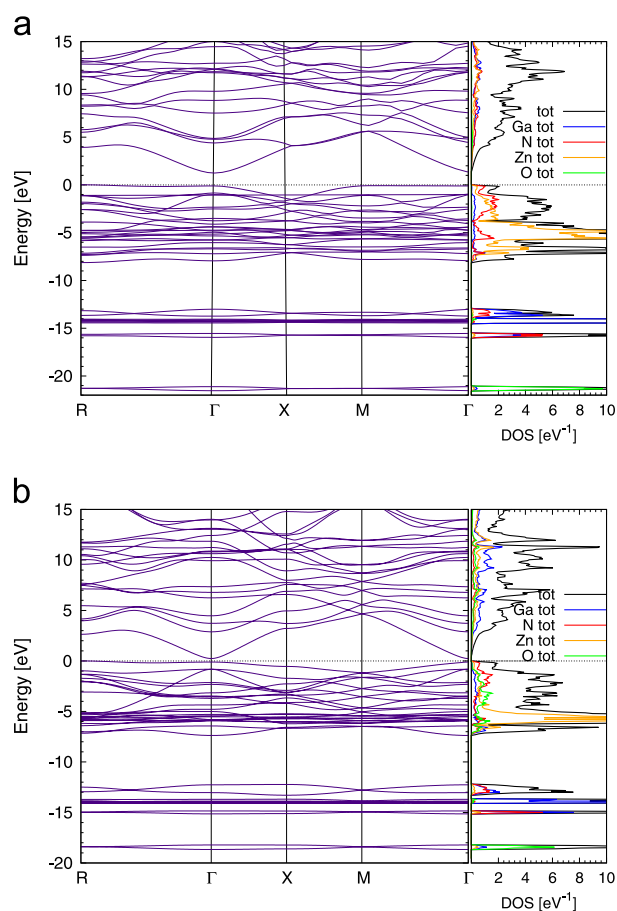 a
15
10
5
0
-5
-10
-15
-20
Energy [eV]
R Γ X M Γ
tot
Ga tot
N tot
Zn tot
O tot
2 4 6 8 10
DOS [eV⁻¹]
b
15
10
5
0
-5
-10
-15
-20
Energy [eV]
R Γ X M Γ
tot
Ga tot
N tot
Zn tot
O tot
2 4 6 8 10
DOS [eV⁻¹]